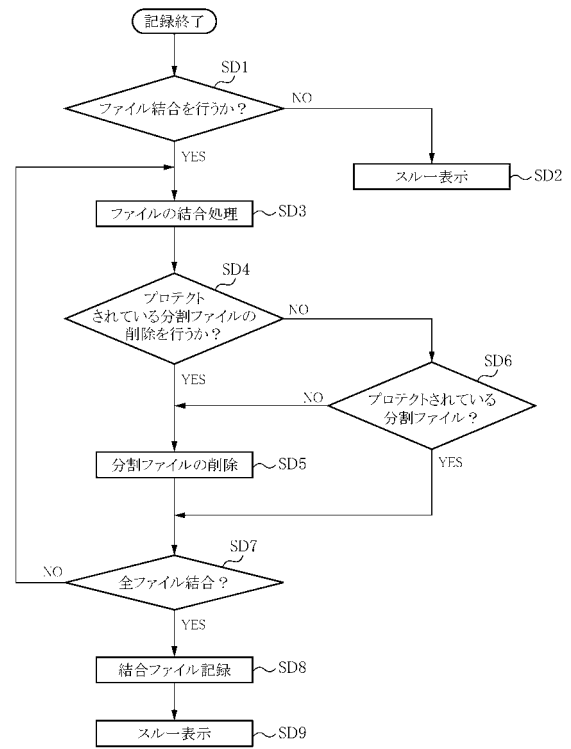 記録終了
SD1
ファイル結合を行うか?
NO
YES
スルー表示
SD2
ファイルの結合処理
SD3
SD4
プロテクト
されている分割ファイルの
削除を行うか?
NO
YES
SD6
プロテクトされている
分割ファイル?
NO
YES
分割ファイルの削除
SD5
SD7
全ファイル結合?
NO
YES
結合ファイル記録
SD8
スルー表示
SD9